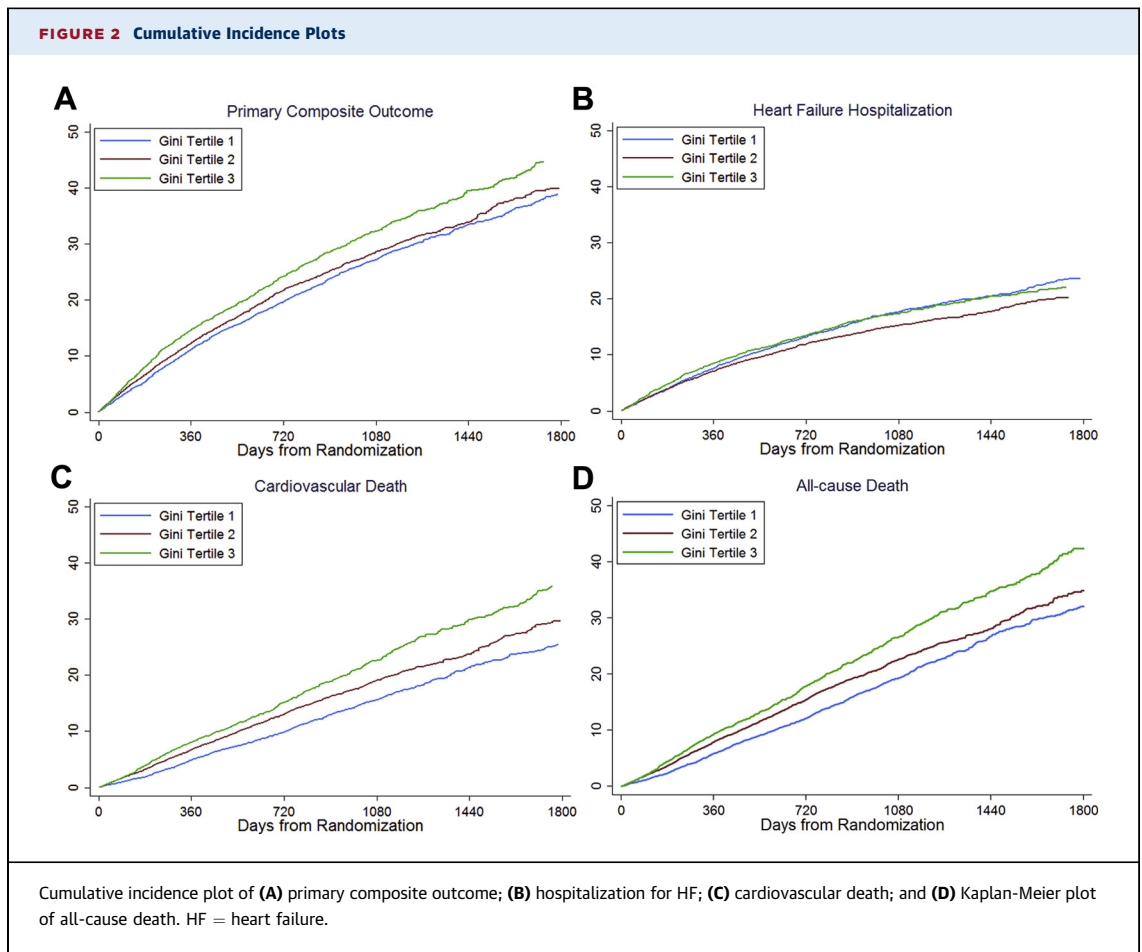 FIGURE 2 Cumulative Incidence Plots
A
Primary Composite Outcome
50
40
30
20
10
0
Gini Tertile 1
Gini Tertile 2
Gini Tertile 3
0 360 720 1080 1440 1800
Days from Randomization
B
Heart Failure Hospitalization
50
40
30
20
10
0
Gini Tertile 1
Gini Tertile 2
Gini Tertile 3
0 360 720 1080 1440 1800
Days from Randomization
C
Cardiovascular Death
50
40
30
20
10
0
Gini Tertile 1
Gini Tertile 2
Gini Tertile 3
0 360 720 1080 1440 1800
Days from Randomization
D
All-cause Death
50
40
30
20
10
0
Gini Tertile 1
Gini Tertile 2
Gini Tertile 3
0 360 720 1080 1440 1800
Days from Randomization
Cumulative incidence plot of (A) primary composite outcome; (B) hospitalization for HF; (C) cardiovascular death; and (D) Kaplan-Meier plot
of all-cause death. HF = heart failure.